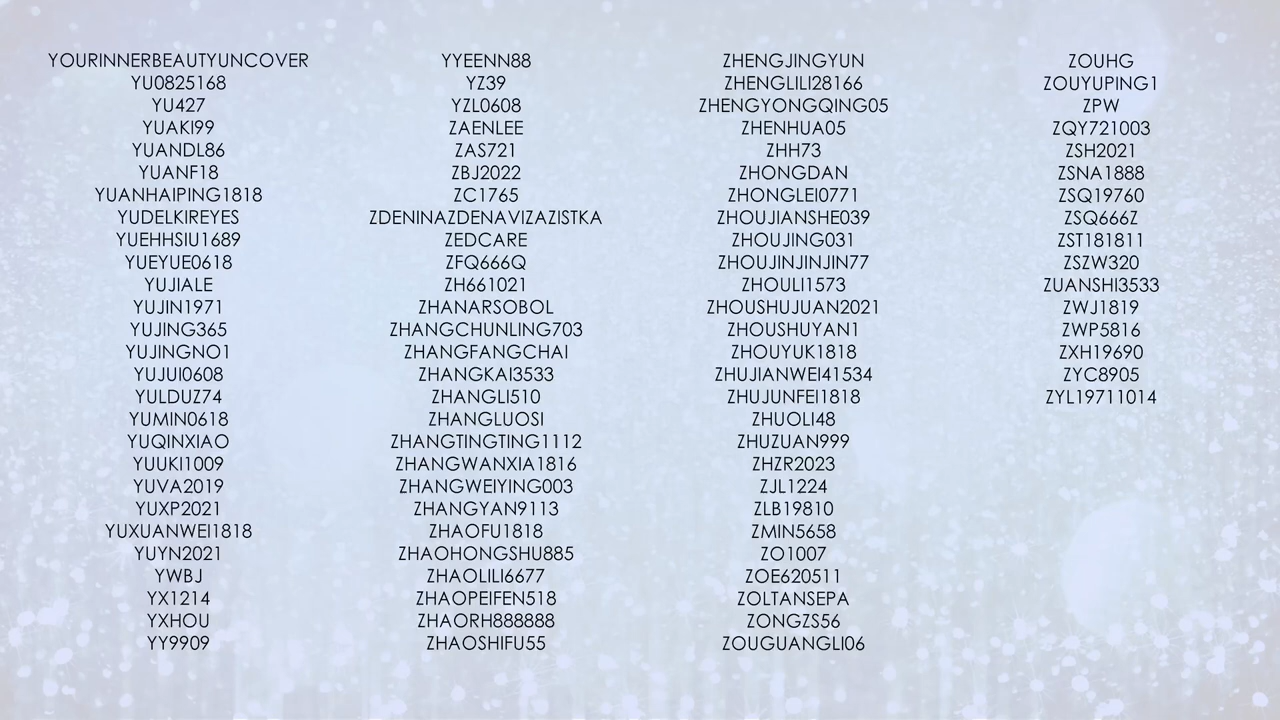 YOURINNERBEAUTYUNCOVER
YU0825168
YU427
YUAKI99
YUANDL86
YUANF18
YUANHAIPING1818
YUDELKIREYES
YUEHHSIU1689
YUEYUE0618
YUJIALE
YUJIN1971
YUJING365
YUJINGNO1
YUJUI0608
YULDUZ74
YUMIN0618
YUQINXIAO
YUUKI1009
YUVA2019
YUXP2021
YUXUANWEI1818
YUYN2021
YWBJ
YX1214
YXHOU
YY9909
YYEENN88
YZ39
YZL0608
ZAENLEE
ZAS721
ZBJ2022
ZC1765
ZDENINAZDENAVIZAZISTKA
ZEDCARE
ZFQ666Q
ZH661021
ZHANARSOBOL
ZHANGCHUNLING703
ZHANGFANGCHAI
ZHANGKAI3533
ZHANGLI510
ZHANGLUOSI
ZHANGTINGTING1112
ZHANGWANXIA1816
ZHANGWEIYING003
ZHANGYAN9113
ZHAOFU1818
ZHAOHONGSHU885
ZHAOLILI6677
ZHAOPEIFEN518
ZHAORH888888
ZHAOSHIFU55
ZHENGJINGYUN
ZHENGLILI28166
ZHENGYONGQING05
ZHENHUA05
ZHH73
ZHONGDAN
ZHONGLEI0771
ZHOUJIANSHE039
ZHOUJING031
ZHOUJINJINJIN77
ZHOULI1573
ZHOUSHUJUAN2021
ZHOUSHUYAN1
ZHOUYUK1818
ZHUJIANWEI41534
ZHUJUNFEI1818
ZHUOLI48
ZHUZUAN999
ZHZR2023
ZJL1224
ZLB19810
ZMIN5658
ZO1007
ZOE620511
ZOLTANSEPA
ZONGZS56
ZOUGUANGLI06
ZOUHG
ZOUYUPING1
ZPW
ZQY721003
ZSH2021
ZSNA1888
ZSQ19760
ZSQ666Z
ZST181811
ZSZW320
ZUANSHI3533
ZWJ1819
ZWP5816
ZXH19690
ZYC8905
ZYL19711014